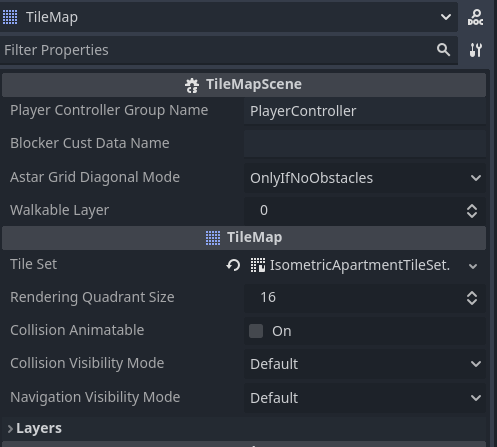 TileMap
DOC
Filter Properties
TileMapScene
Player Controller Group Name PlayerController
Blocker Cust Data Name
Astar Grid Diagonal Mode OnlyIfNoObstacles
Walkable Layer 0
TileMap
Tile Set IsometricApartmentTileSet.
Rendering Quadrant Size 16
Collision Animatable On
Collision Visibility Mode Default
Navigation Visibility Mode Default
Layers